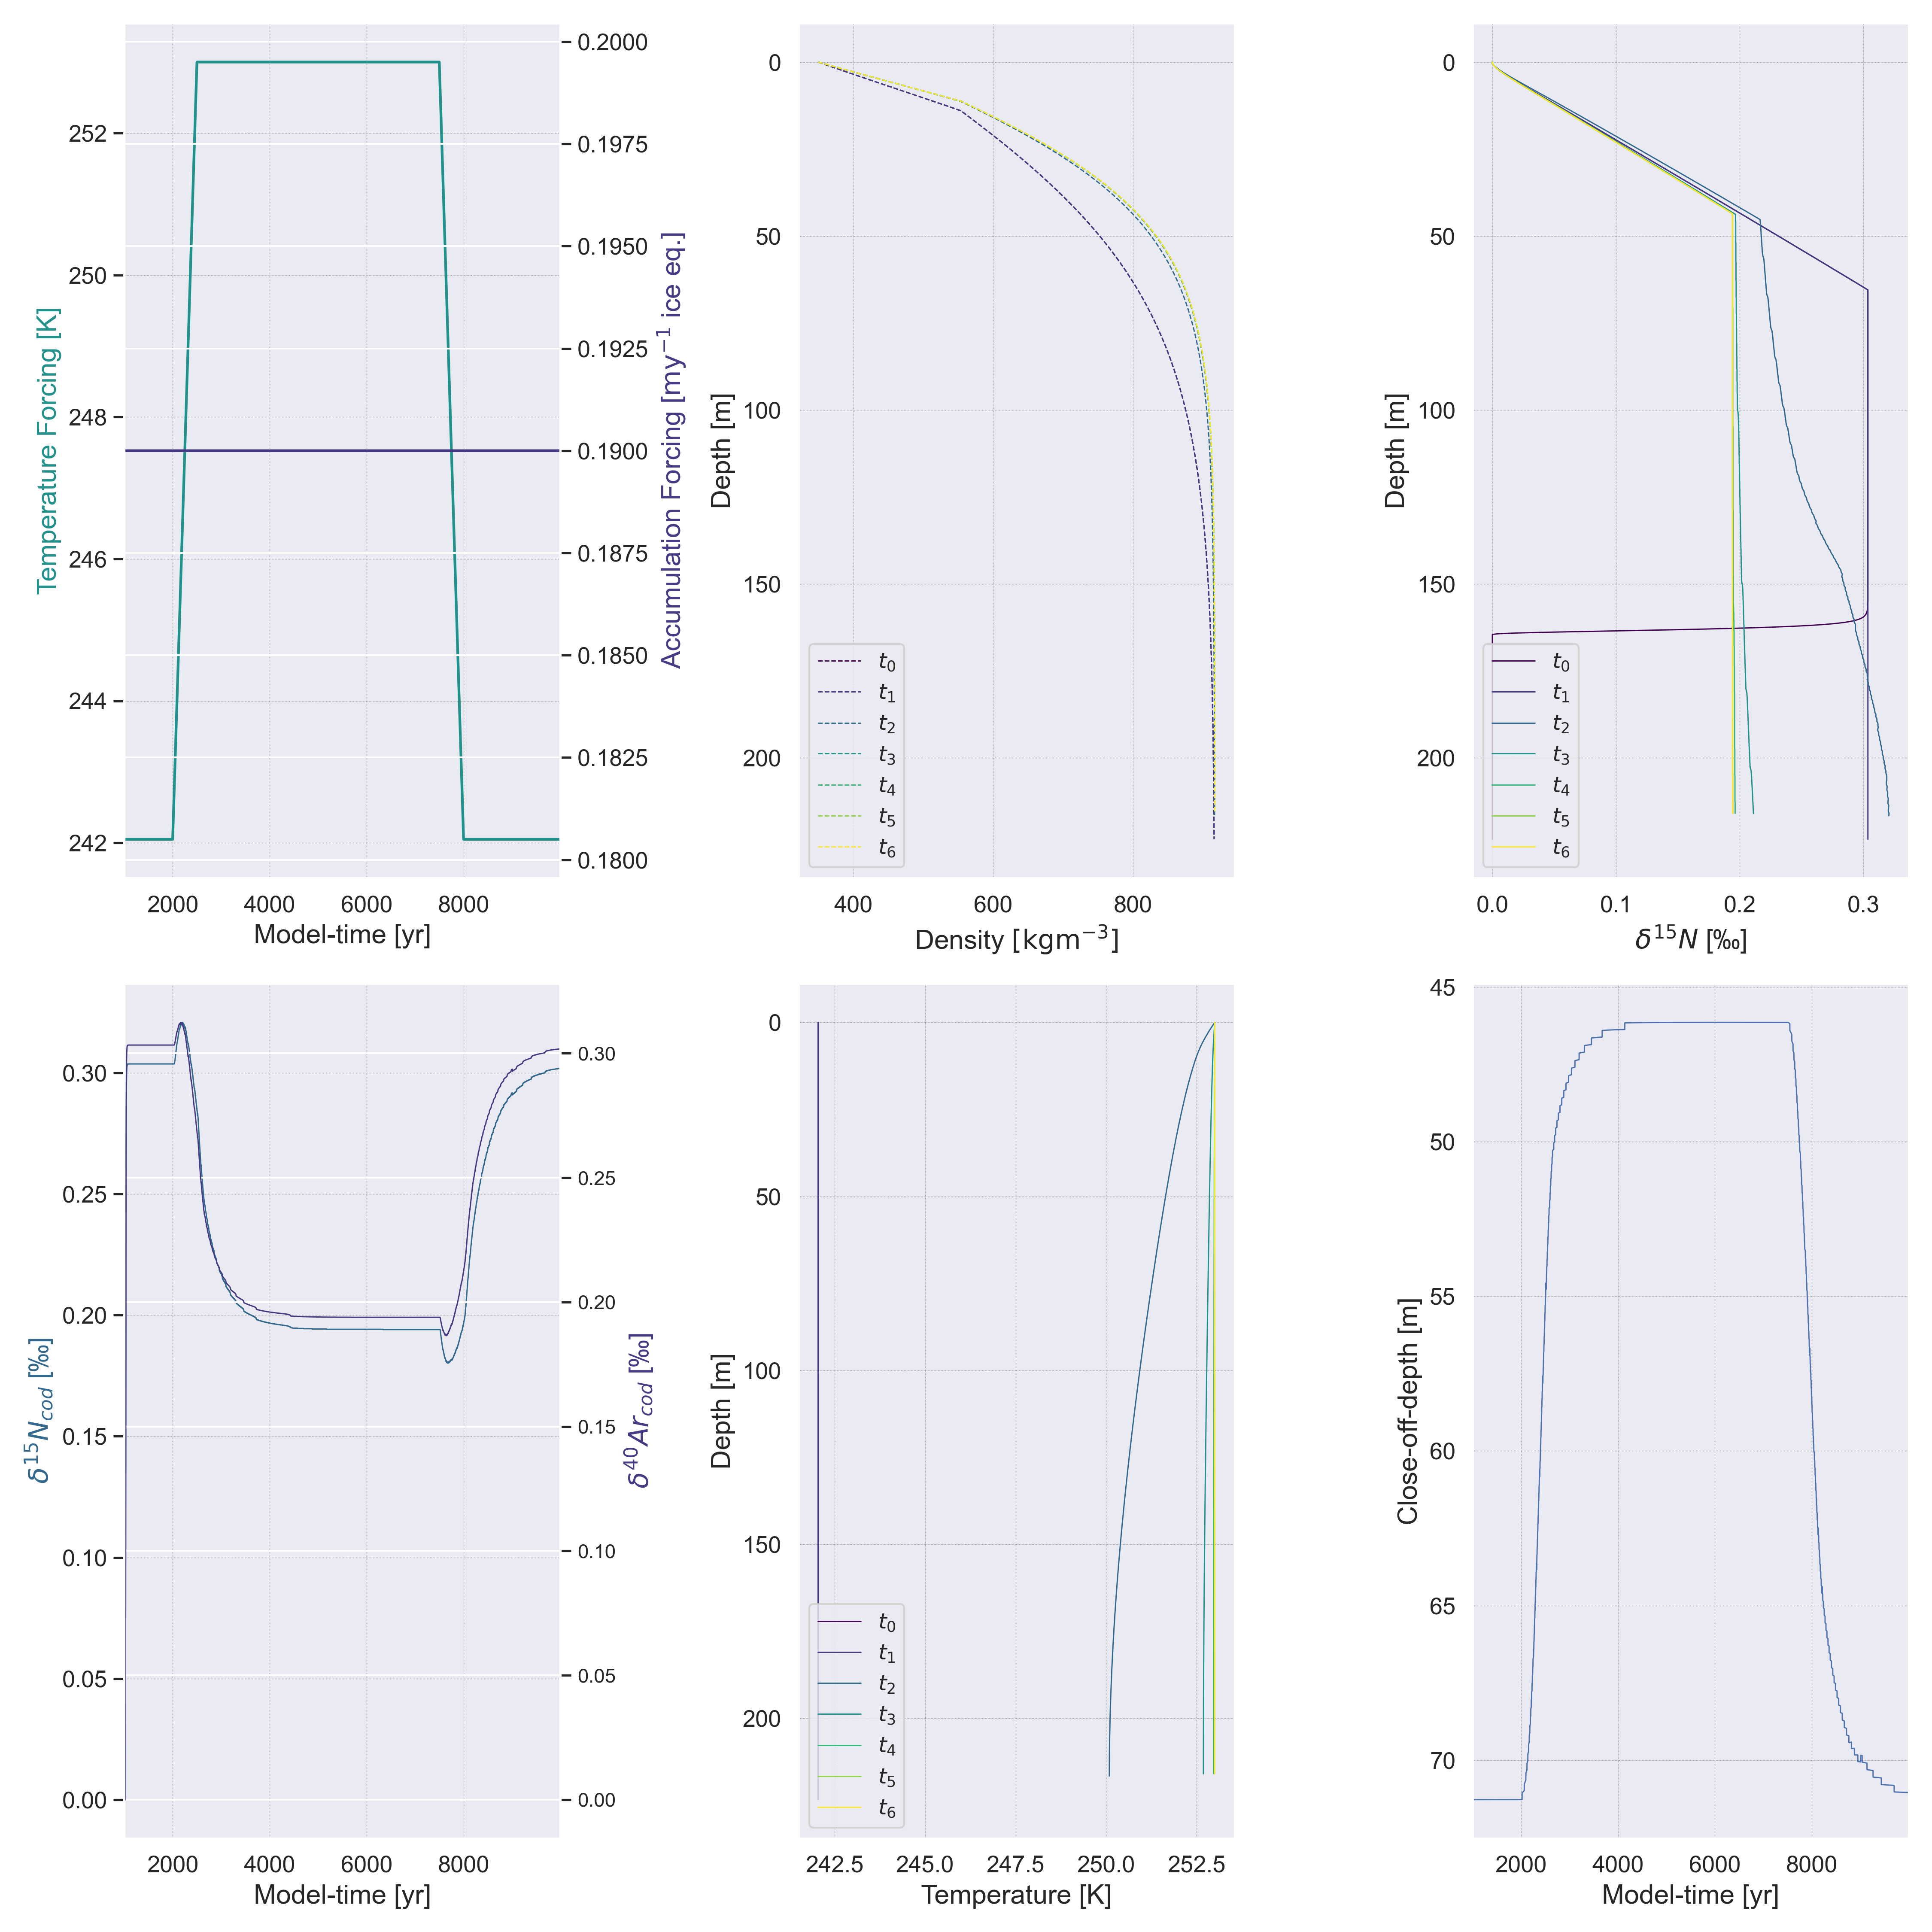 Temperature Forcing [K]
252
250
248
246
244
242
2000 4000 6000 8000
Model-time [yr]
0.2000
0.1975
0.1950
0.1925
0.1900
0.1875
0.1850
0.1825
0.1800
Accumulation Forcing [my⁻¹ ice eq.]
Depth [m]
0
50
100
150
200
t₀
t₁
t₂
t₃
t₄
t₅
t₆
400 600 800
Density [kgm⁻³]
Depth [m]
0
50
100
150
200
t₀
t₁
t₂
t₃
t₄
t₅
t₆
0.0 0.1 0.2 0.3
δ¹⁵N [‰]
δ¹⁵N_cod [‰]
0.30
0.25
0.20
0.15
0.10
0.05
0.00
2000 4000 6000 8000
Model-time [yr]
0.30
0.25
0.20
0.15
0.10
0.05
0.00
δ⁴⁰Ar_cod [‰]
Depth [m]
0
50
100
150
200
t₀
t₁
t₂
t₃
t₄
t₅
t₆
242.5 245.0 247.5 250.0 252.5
Temperature [K]
Close-off-depth [m]
45
50
55
60
65
70
2000 4000 6000 8000
Model-time [yr]